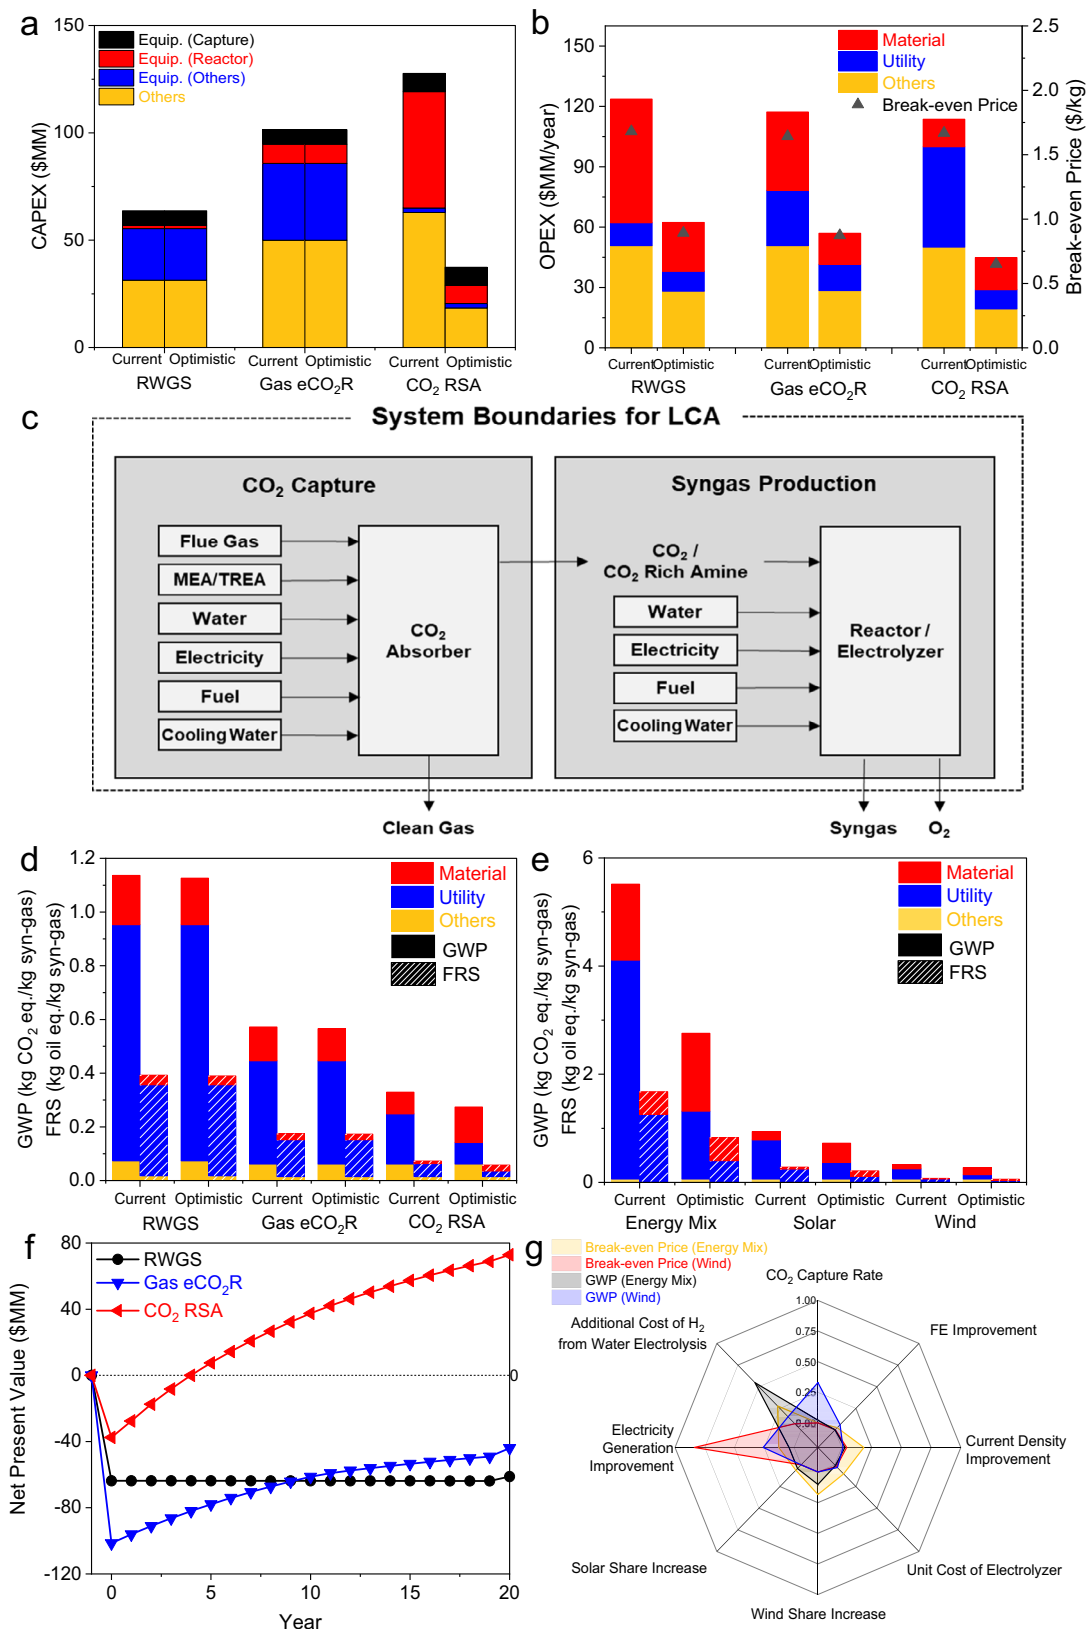 a
150
100
50
0
CAPEX ($MM)
Equip. (Capture)
Equip. (Reactor)
Equip. (Others)
Others
Current Optimistic Current Optimistic Current Optimistic
RWGS Gas eCO2R CO2 RSA
b
150
120
90
60
30
0
OPEX ($MM/year)
Material
Utility
Others
Break-even Price
2.5
2.0
1.5
1.0
0.5
0.0
Break-even Price ($/kg)
Current Optimistic Current Optimistic Current Optimistic
RWGS Gas eCO2R CO2 RSA
c
System Boundaries for LCA
CO2 Capture
Flue Gas
MEA/TREA
Water
Electricity
Fuel
Cooling Water
CO2
Absorber
Clean Gas
Syngas Production
CO2 /
CO2 Rich Amine
Water
Electricity
Fuel
Cooling Water
Reactor /
Electrolyzer
Syngas O2
d
1.2
1.0
0.8
0.6
0.4
0.2
0.0
GWP (kg CO2 eq./kg syn-gas)
FRS (kg oil eq./kg syn-gas)
Material
Utility
Others
GWP
FRS
Current Optimistic Current Optimistic Current Optimistic
RWGS Gas eCO2R CO2 RSA
e
6
4
2
0
GWP (kg CO2 eq./kg syn-gas)
FRS (kg oil eq./kg syn-gas)
Material
Utility
Others
GWP
FRS
Current Optimistic Current Optimistic Current Optimistic
Energy Mix Solar Wind
f
80
40
0
-40
-80
-120
Net Present Value ($MM)
RWGS
Gas eCO2R
CO2 RSA
0
0 5 10 15 20
Year
g
Break-even Price (Energy Mix)
Break-even Price (Wind)
GWP (Energy Mix)
GWP (Wind)
CO2 Capture Rate
1.00
0.75
0.50
0.25
0.00
FE Improvement
Current Density
Improvement
Unit Cost of Electrolyzer
Wind Share Increase
Solar Share Increase
Electricity
Generation
Improvement
Additional Cost of H2
from Water Electrolysis